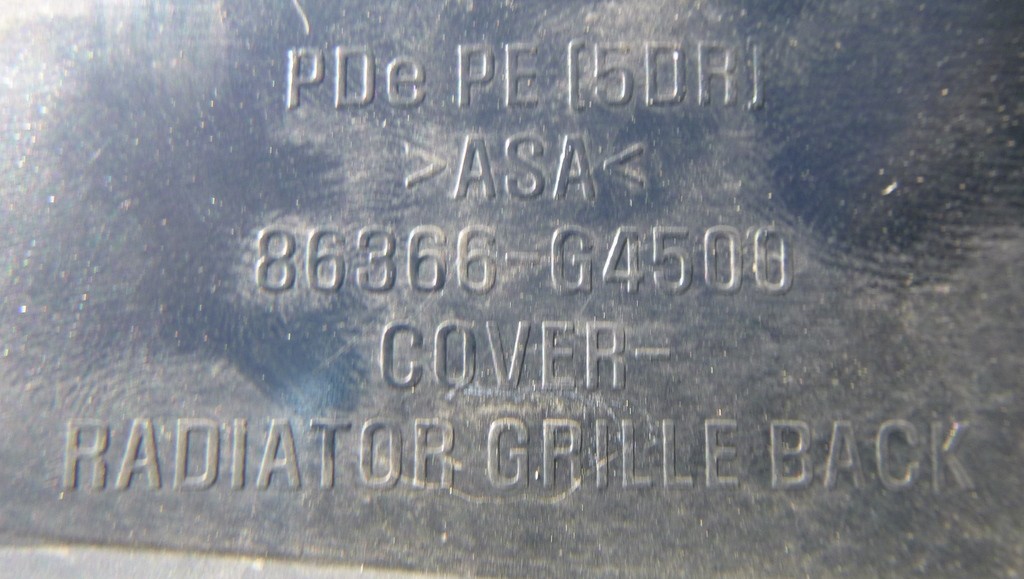 PDe PE (5DR)
>ASA<
86366-G4500
COVER-
RADIATOR GRILLE BACK